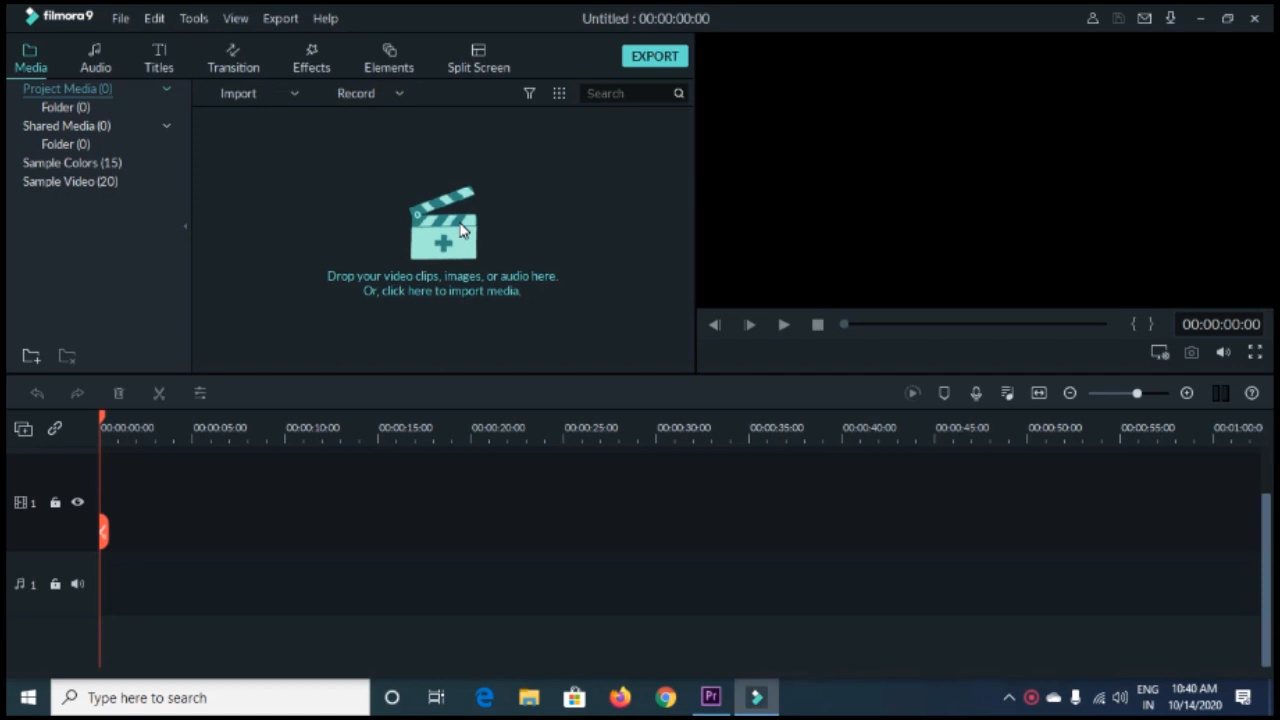 filmora9 File Edit Tools View Export Help Untitled : 00:00:00:00
Media Audio Titles Transition Effects Elements Split Screen EXPORT
Project Media (0)
Folder (0)
Shared Media (0)
Folder (0)
Sample Colors (15)
Sample Video (20)
Import Record Search
Drop your video clips, images, or audio here.
Or, click here to import media.
{ } 00:00:00:00
00:00:00:00 00:00:05:00 00:00:10:00 00:00:15:00 00:00:20:00 00:00:25:00 00:00:30:00 00:00:35:00 00:00:40:00 00:00:45:00 00:00:50:00 00:00:55:00 00:01:00:0
1
1
Type here to search
Pr
ENG
IN
10:40 AM
10/14/2020